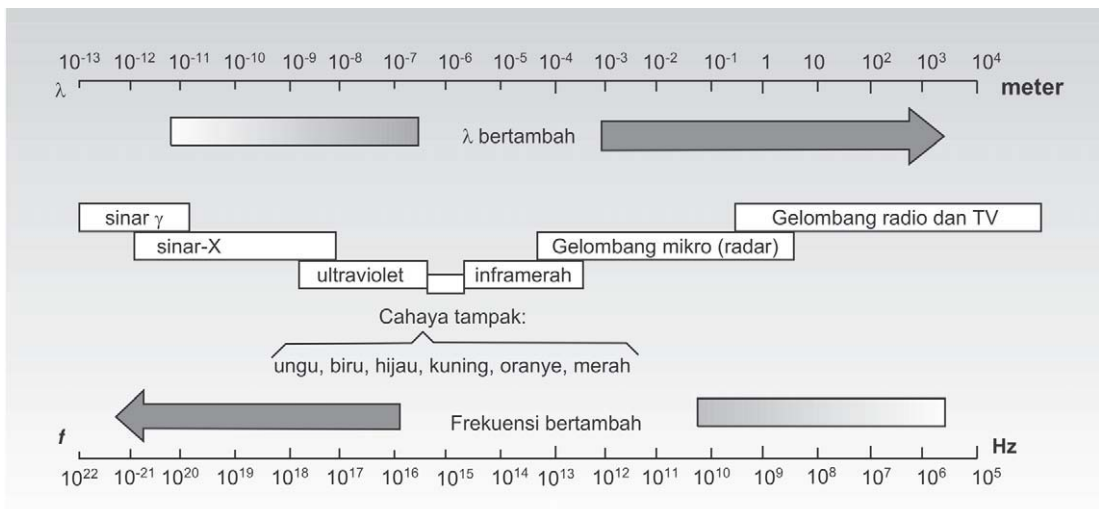 10⁻¹³ 10⁻¹² 10⁻¹¹ 10⁻¹⁰ 10⁻⁹ 10⁻⁸ 10⁻⁷ 10⁻⁶ 10⁻⁵ 10⁻⁴ 10⁻³ 10⁻² 10⁻¹ 1 10 10² 10³ 10⁴
λ meter
λ bertambah
sinar γ Gelombang radio dan TV
sinar-X Gelombang mikro (radar)
ultraviolet inframerah
Cahaya tampak:
ungu, biru, hijau, kuning, oranye, merah
Frekuensi bertambah
f Hz
10²² 10⁻²¹ 10²⁰ 10¹⁹ 10¹⁸ 10¹⁷ 10¹⁶ 10¹⁵ 10¹⁴ 10¹³ 10¹² 10¹¹ 10¹⁰ 10⁹ 10⁸ 10⁷ 10⁶ 10⁵